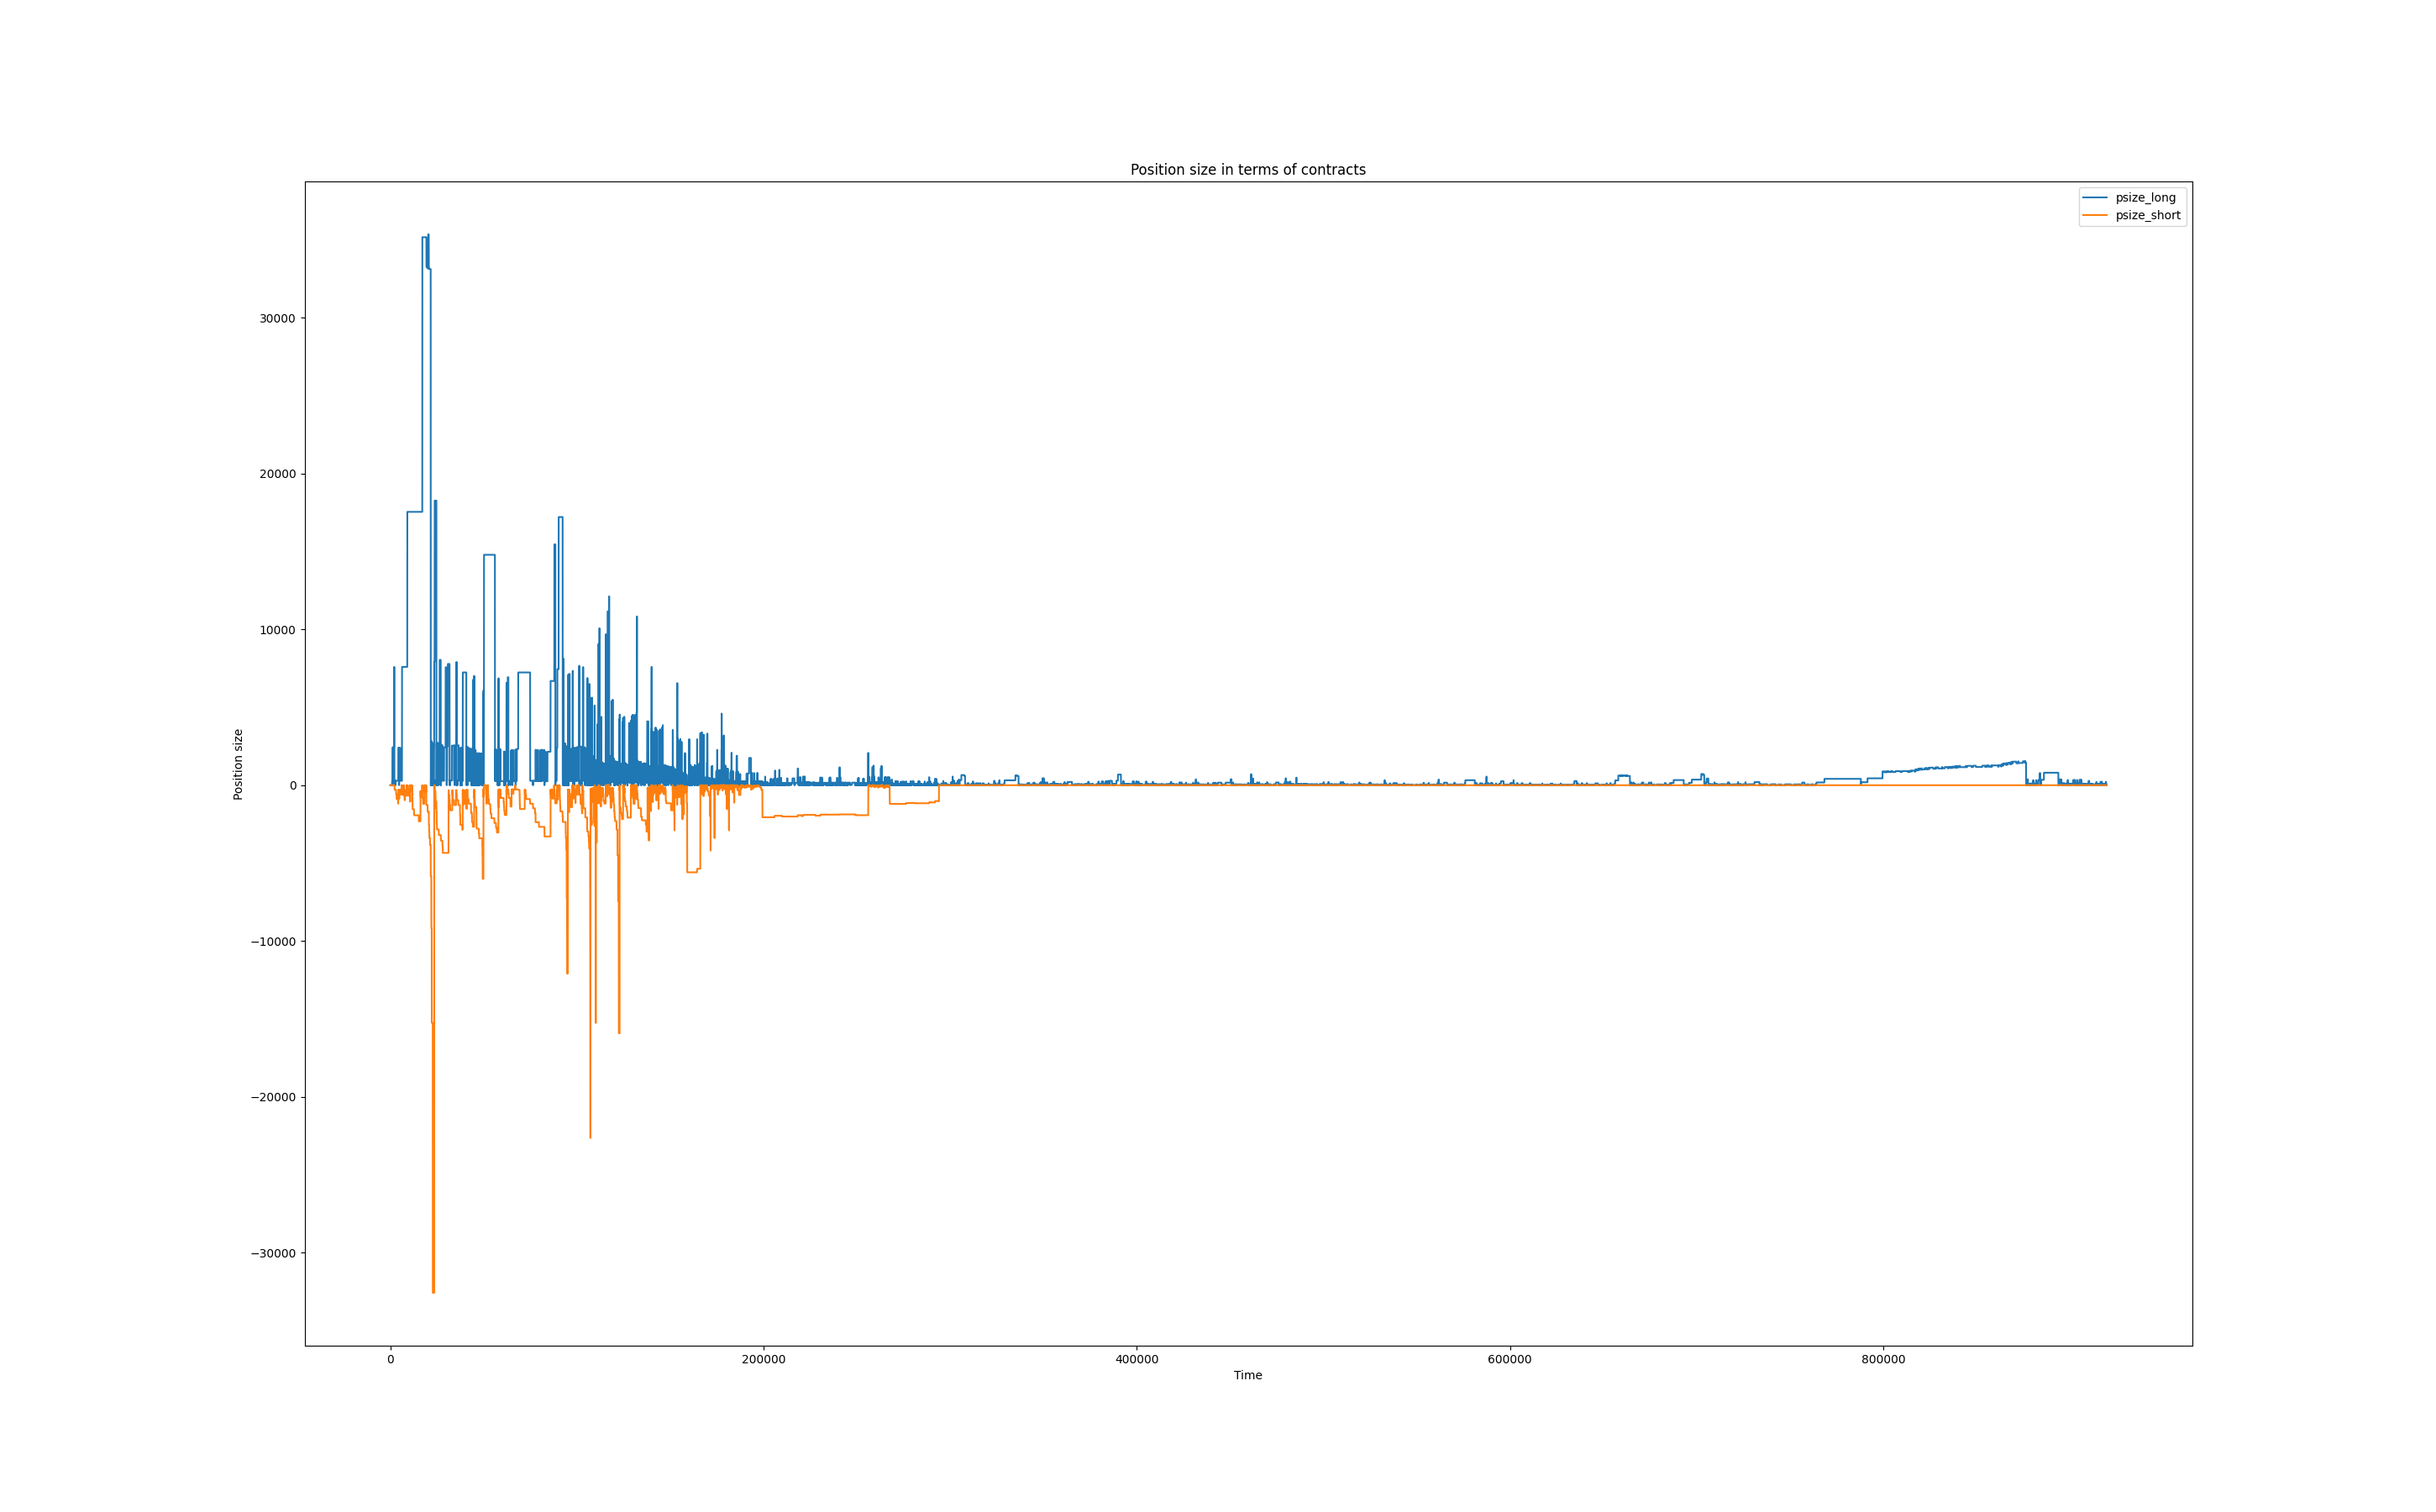 Position size in terms of contracts
psize_long
psize_short
30000
20000
10000
0
−10000
−20000
−30000
Position size
0
200000
400000
600000
800000
Time